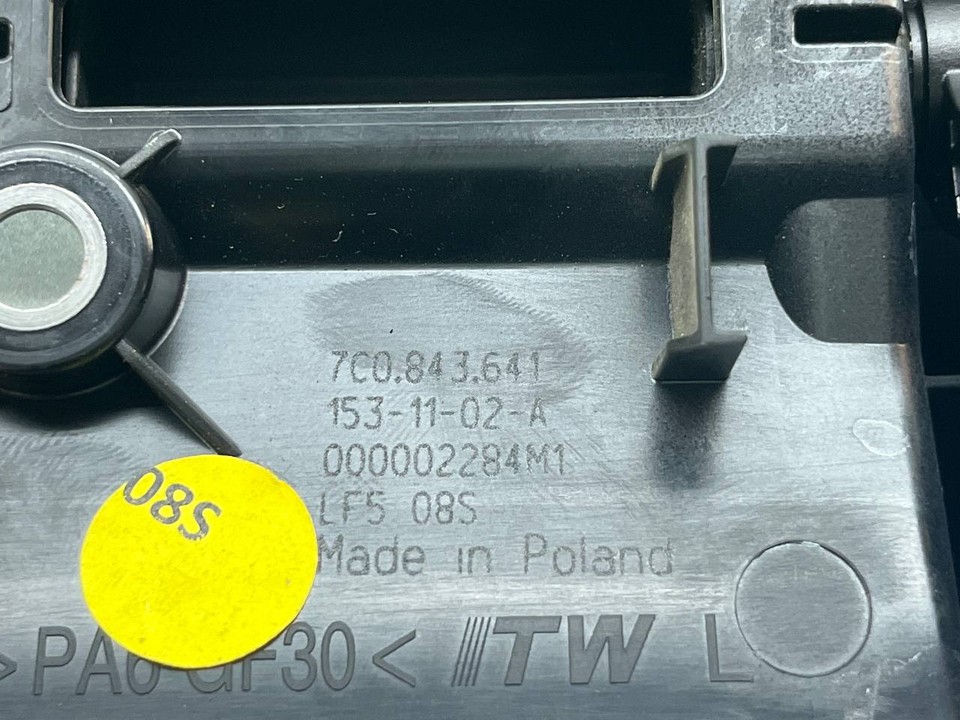 7C0.843.641
153-11-02-A
000002284M1
LF5 08S
Made in Poland
08S
>PA6 GF30< ITW L